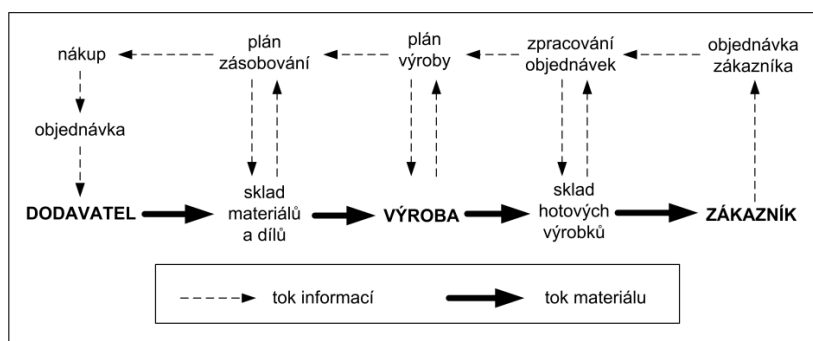 nákup
plán
zásobování
plán
výroby
zpracování
objednávek
objednávka
zákazníka
objednávka
DODAVATEL
sklad
materiálů
a dílů
VÝROBA
sklad
hotových
výrobků
ZÁKAZNÍK
tok informací
tok materiálu